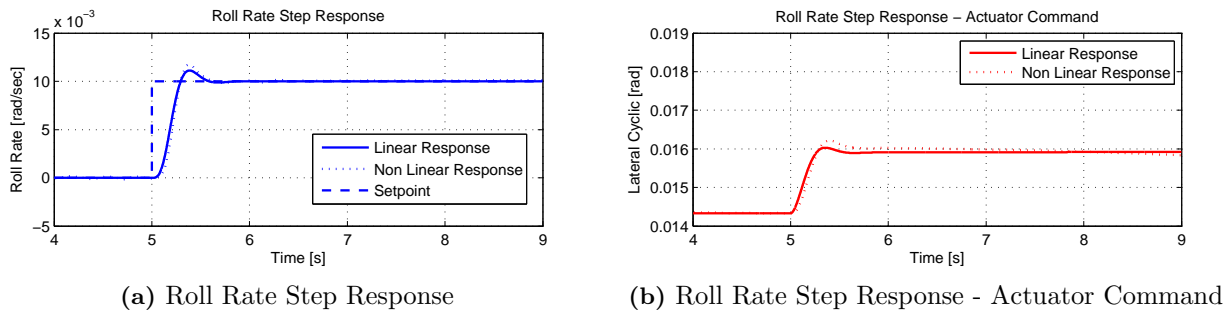 Roll Rate Step Response
x 10−3
15
10
5
0
−5
Roll Rate [rad/sec]
Linear Response
Non Linear Response
Setpoint
4 5 6 7 8 9
Time [s]
(a) Roll Rate Step Response
Roll Rate Step Response − Actuator Command
0.019
0.018
0.017
0.016
0.015
0.014
Lateral Cyclic [rad]
Linear Response
Non Linear Response
4 5 6 7 8 9
Time [s]
(b) Roll Rate Step Response - Actuator Command